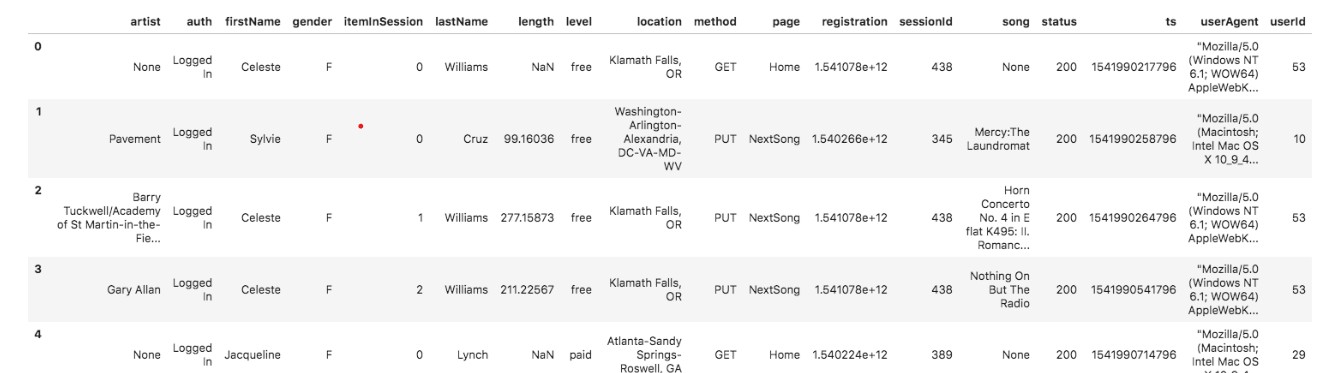 artist auth firstName gender itemInSession lastName length level location method page registration sessionId song status ts userAgent userId
0 None Logged In Celeste F 0 Williams NaN free Klamath Falls, OR GET Home 1.541078e+12 438 None 200 1541990217796 "Mozilla/5.0 (Windows NT 6.1; WOW64) AppleWebK... 53
1 Pavement Logged In Sylvie F 0 Cruz 99.16036 free Washington-Arlington-Alexandria, DC-VA-MD-WV PUT NextSong 1.540266e+12 345 Mercy:The Laundromat 200 1541990258796 "Mozilla/5.0 (Macintosh; Intel Mac OS X 10_9_4... 10
2 Barry Tuckwell/Academy of St Martin-in-the-Fie... Logged In Celeste F 1 Williams 277.15873 free Klamath Falls, OR PUT NextSong 1.541078e+12 438 Horn Concerto No. 4 in E flat K495: II. Romanc... 200 1541990264796 "Mozilla/5.0 (Windows NT 6.1; WOW64) AppleWebK... 53
3 Gary Allan Logged In Celeste F 2 Williams 211.22567 free Klamath Falls, OR PUT NextSong 1.541078e+12 438 Nothing On But The Radio 200 1541990541796 "Mozilla/5.0 (Windows NT 6.1; WOW64) AppleWebK... 53
4 None Logged In Jacqueline F 0 Lynch NaN paid Atlanta-Sandy Springs-Roswell, GA GET Home 1.540224e+12 389 None 200 1541990714796 "Mozilla/5.0 (Macintosh; Intel Mac OS 29